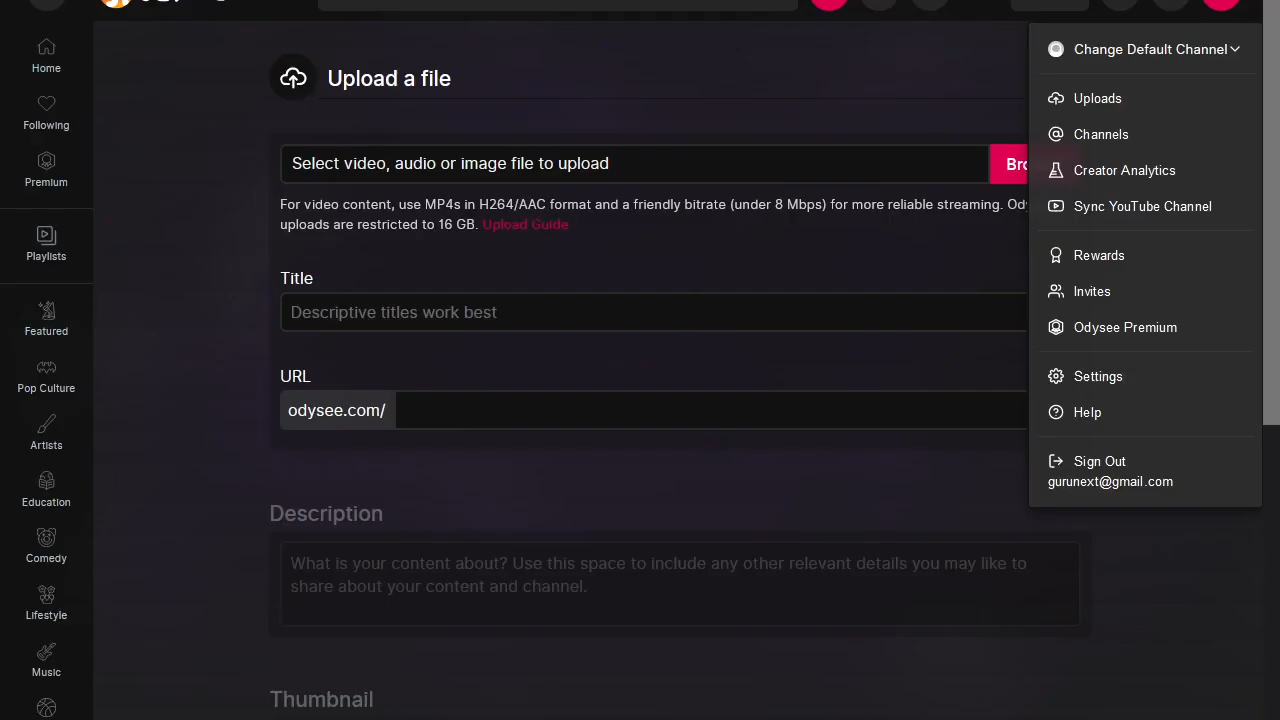 Home
Following
Premium
Playlists
Featured
Pop Culture
Artists
Education
Comedy
Lifestyle
Music
Upload a file
Select video, audio or image file to upload
For video content, use MP4s in H264/AAC format and a friendly bitrate (under 8 Mbps) for more reliable streaming.
uploads are restricted to 16 GB. Upload Guide
Title
Descriptive titles work best
URL
odysee.com/
Description
What is your content about? Use this space to include any other relevant details you may like to
share about your content and channel.
Thumbnail
Change Default Channel
Uploads
Channels
Creator Analytics
Sync YouTube Channel
Rewards
Invites
Odysee Premium
Settings
Help
Sign Out
gurunext@gmail.com